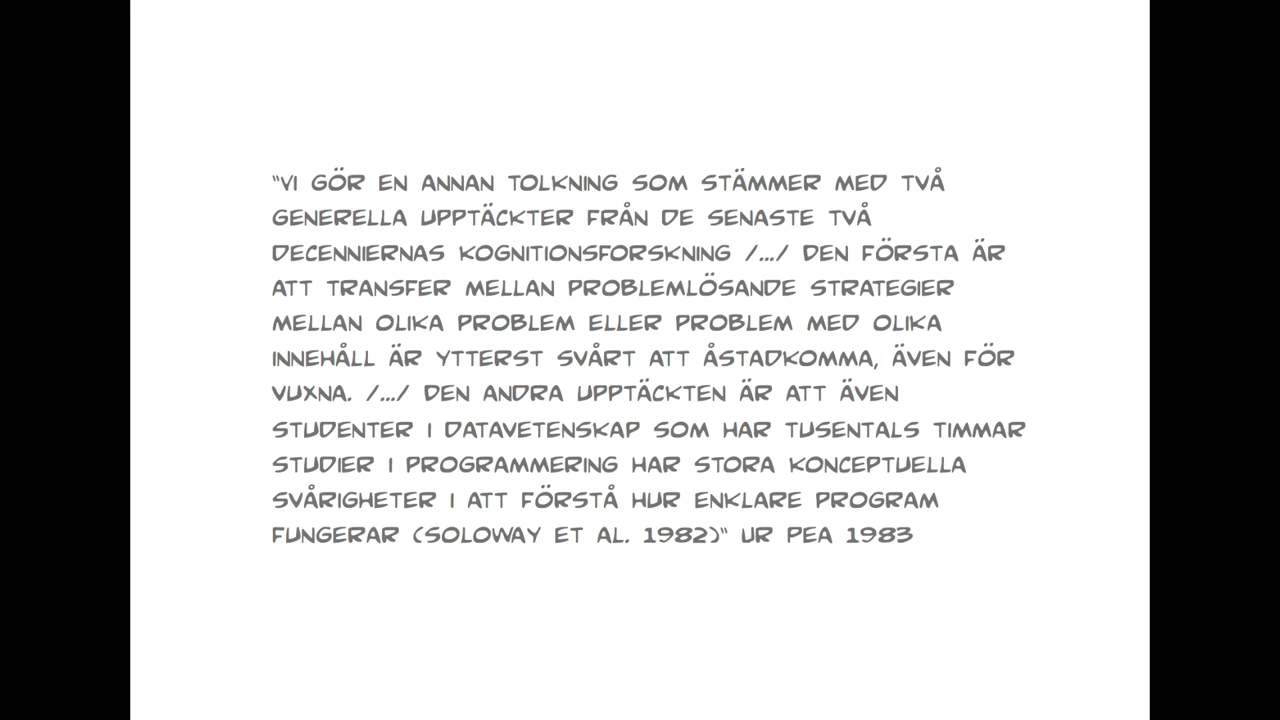 "VI GÖR EN ANNAN TOLKNING SOM STÄMMER MED TVÅ
GENERELLA UPPTÄCKTER FRÅN DE SENASTE TVÅ
DECENNIERNAS KOGNITIONSFORSKNING /.../ DEN FÖRSTA ÄR
ATT TRANSFER MELLAN PROBLEMLÖSANDE STRATEGIER
MELLAN OLIKA PROBLEM ELLER PROBLEM MED OLIKA
INNEHÅLL ÄR YTTERST SVÅRT ATT ÅSTADKOMMA, ÄVEN FÖR
VUXNA. /.../ DEN ANDRA UPPTÄCKTEN ÄR ATT ÄVEN
STUDENTER I DATAVETENSKAP SOM HAR TUSENTALS TIMMAR
STUDIER I PROGRAMMERING HAR STORA KONCEPTUELLA
SVÅRIGHETER I ATT FÖRSTÅ HUR ENKLARE PROGRAM
FUNGERAR (SOLOWAY ET AL. 1982)" UR PEA 1983